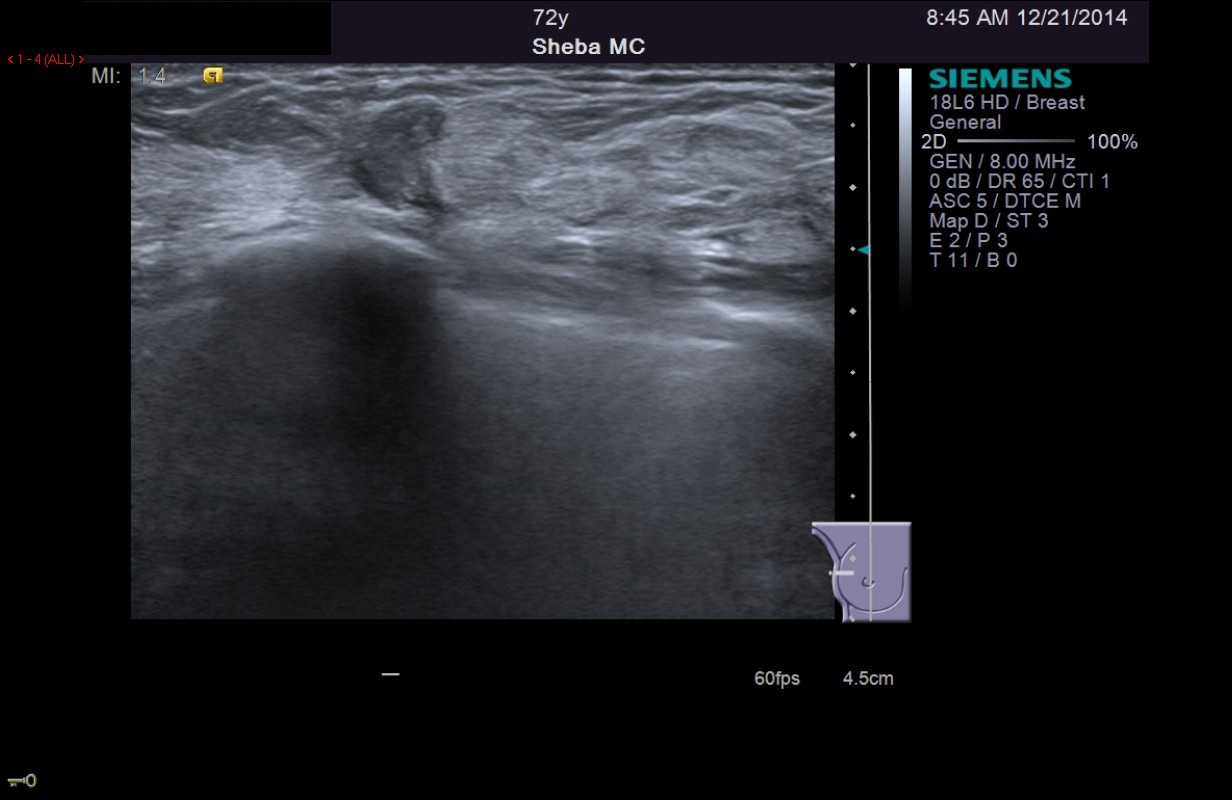 72y
8:45 AM 12/21/2014
Sheba MC
< 1 - 4 (ALL) >
MI: 1.4
SIEMENS
18L6 HD / Breast
General
2D 100%
GEN / 8.00 MHz
0 dB / DR 65 / CTI 1
ASC 5 / DTCE M
Map D / ST 3
E 2 / P 3
T 11 / B 0
60fps 4.5cm